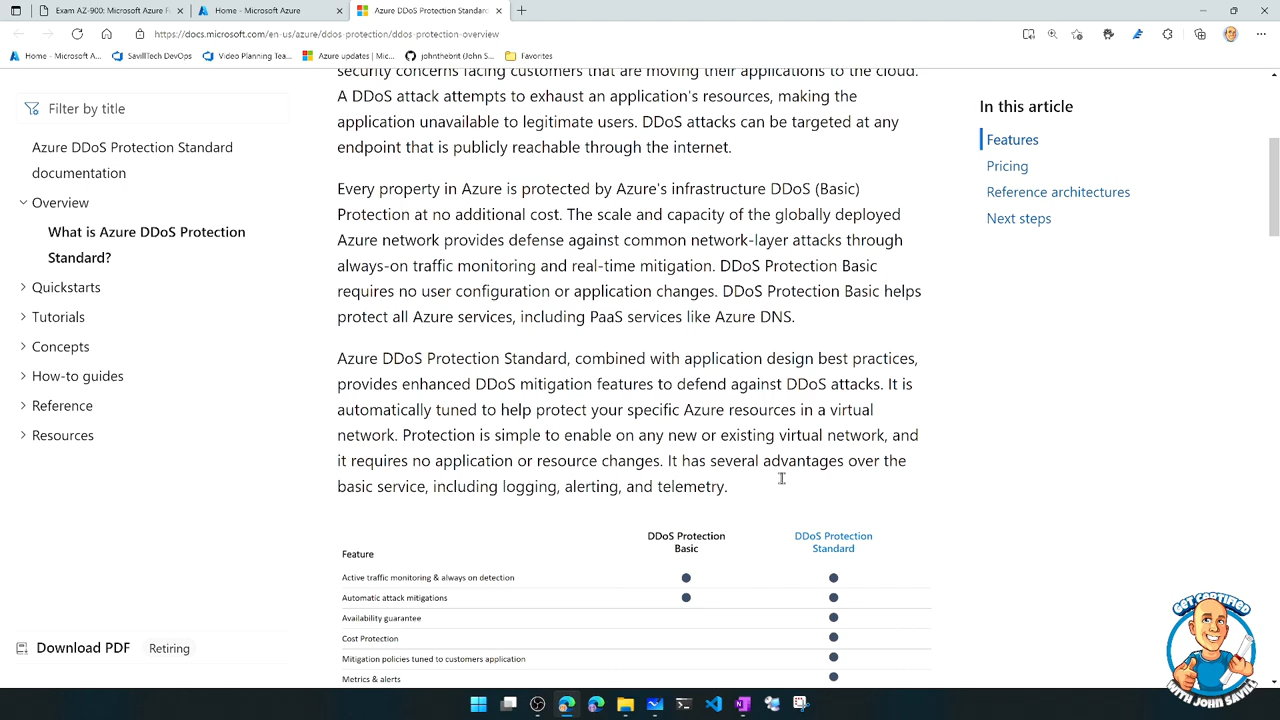 Exam AZ-900: Microsoft Azure F
Home - Microsoft Azure
Azure DDoS Protection Standard
https://docs.microsoft.com/en-us/azure/ddos-protection/ddos-protection-overview
Home - Microsoft A...
SavillTech DevOps
Video Planning Tea...
Azure updates | Mic...
johnthebrit (John S...
Favorites
Filter by title
Azure DDoS Protection Standard
documentation
Overview
What is Azure DDoS Protection
Standard?
Quickstarts
Tutorials
Concepts
How-to guides
Reference
Resources
Download PDF
Retiring
security concerns facing customers that are moving their applications to the cloud.
A DDoS attack attempts to exhaust an application's resources, making the
application unavailable to legitimate users. DDoS attacks can be targeted at any
endpoint that is publicly reachable through the internet.
Every property in Azure is protected by Azure's infrastructure DDoS (Basic)
Protection at no additional cost. The scale and capacity of the globally deployed
Azure network provides defense against common network-layer attacks through
always-on traffic monitoring and real-time mitigation. DDoS Protection Basic
requires no user configuration or application changes. DDoS Protection Basic helps
protect all Azure services, including PaaS services like Azure DNS.
Azure DDoS Protection Standard, combined with application design best practices,
provides enhanced DDoS mitigation features to defend against DDoS attacks. It is
automatically tuned to help protect your specific Azure resources in a virtual
network. Protection is simple to enable on any new or existing virtual network, and
it requires no application or resource changes. It has several advantages over the
basic service, including logging, alerting, and telemetry.
Feature
DDoS Protection
Basic
DDoS Protection
Standard
Active traffic monitoring & always on detection
Automatic attack mitigations
Availability guarantee
Cost Protection
Mitigation policies tuned to customers application
Metrics & alerts
In this article
Features
Pricing
Reference architectures
Next steps
GET CERTIFIED
WITH JOHN SAVILL